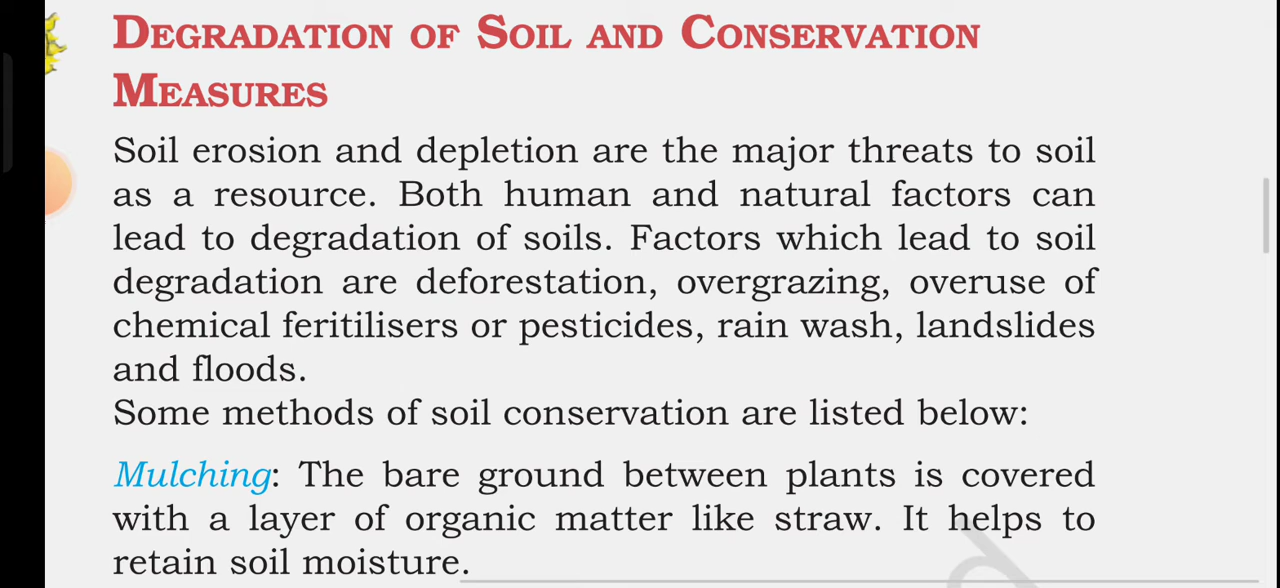 DEGRADATION OF SOIL AND CONSERVATION
MEASURES
Soil erosion and depletion are the major threats to soil
as a resource. Both human and natural factors can
lead to degradation of soils. Factors which lead to soil
degradation are deforestation, overgrazing, overuse of
chemical feritilisers or pesticides, rain wash, landslides
and floods.
Some methods of soil conservation are listed below:
Mulching: The bare ground between plants is covered
with a layer of organic matter like straw. It helps to
retain soil moisture.